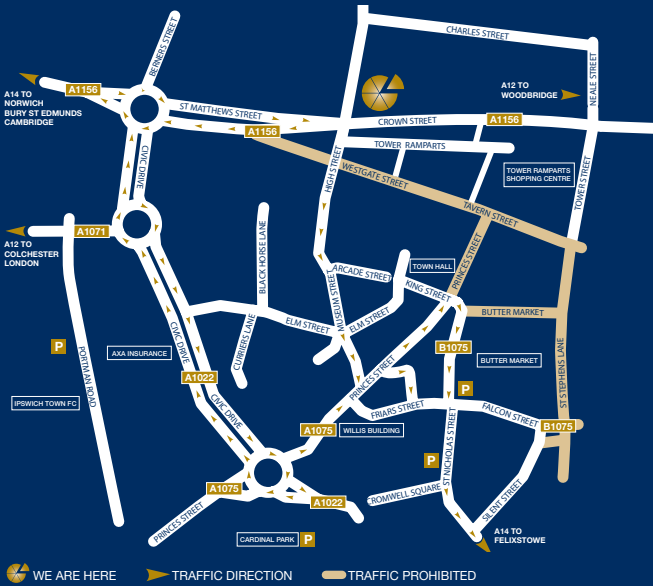 CHARLES STREET
BERNERS STREET
NEALE STREET
A14 TO
NORWICH
BURY ST EDMUNDS
CAMBRIDGE
A1156
A12 TO
WOODBRIDGE
ST MATTHEWS STREET
A1156
CROWN STREET
A1156
CIVIC DRIVE
HIGH STREET
TOWER RAMPARTS
WESTGATE STREET
TOWER RAMPARTS
SHOPPING CENTRE
TOWER STREET
TAVERN STREET
A1071
A12 TO
COLCHESTER
LONDON
BLACK HORSE LANE
ARCADE STREET
TOWN HALL
PRINCES STREET
KING STREET
MUSEUM STREET
ELM STREET
ELM STREET
BUTTER MARKET
CURRIERS LANE
CIVIC DRIVE
P
AXA INSURANCE
B1075
BUTTER MARKET
PORTMAN ROAD
A1022
PRINCES STREET
P
ST STEPHENS LANE
IPSWICH TOWN FC
CIVIC DRIVE
FRIARS STREET
FALCON STREET
A1075
WILLIS BUILDING
B1075
P
ST NICHOLAS STREET
A1075
A1022
CROMWELL SQUARE
SILENT STREET
PRINCES STREET
CARDINAL PARK
P
A14 TO
FELIXSTOWE
WE ARE HERE
TRAFFIC DIRECTION
TRAFFIC PROHIBITED